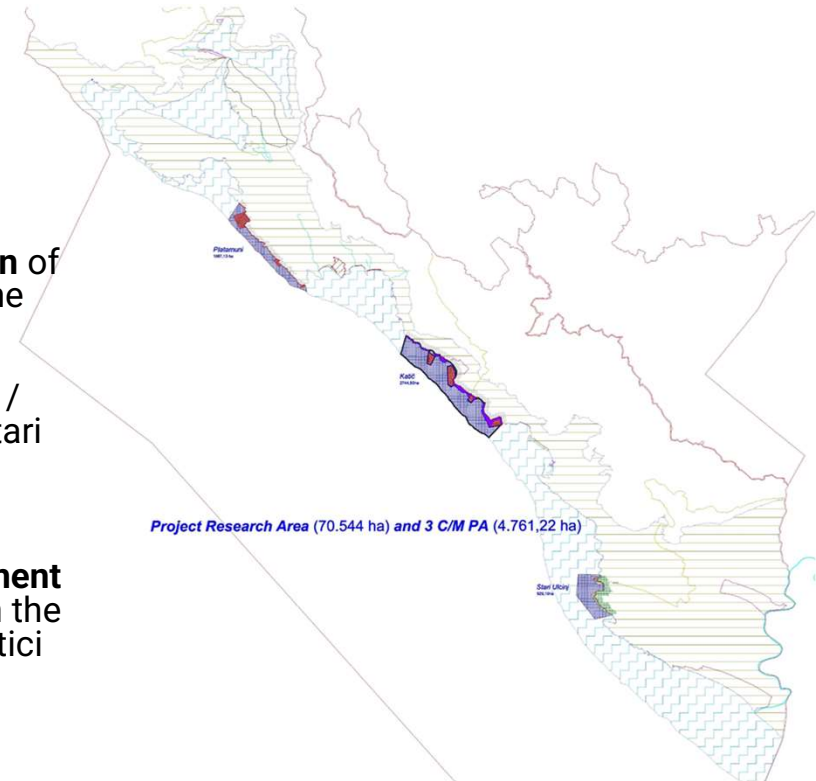 n of
ne
/
tari
nent
n the
tici
Platamuni
Katič
Project Research Area (70.544 ha) and 3 C/M PA (4.761,22 ha)
Stari Ulcinj